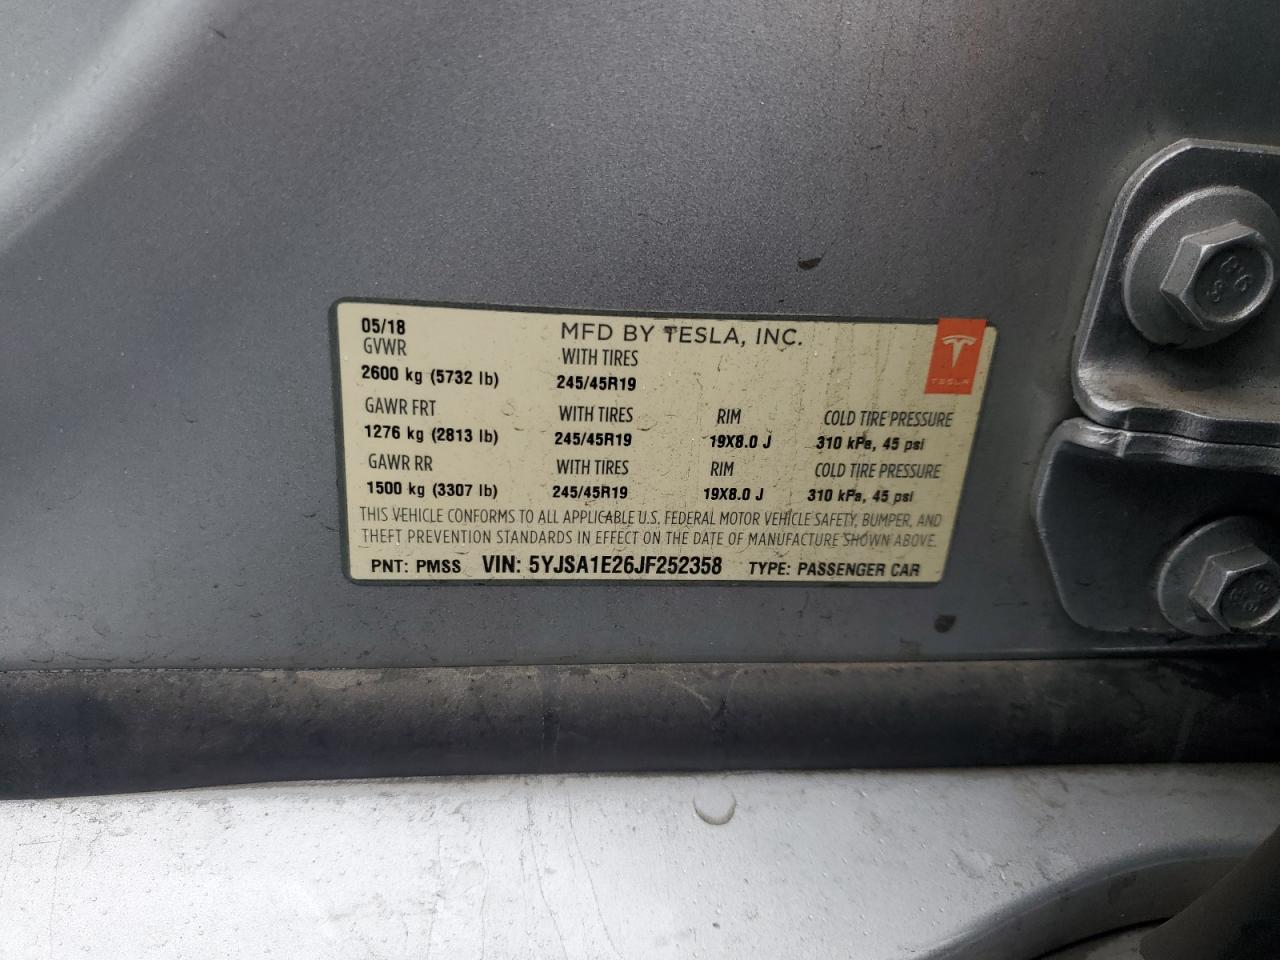 05/18 MFD BY TESLA, INC.
GVWR WITH TIRES
2600 kg (5732 lb) 245/45R19
TESLA
GAWR FRT WITH TIRES RIM COLD TIRE PRESSURE
1276 kg (2813 lb) 245/45R19 19X8.0 J 310 kPa, 45 psi
GAWR RR WITH TIRES RIM COLD TIRE PRESSURE
1500 kg (3307 lb) 245/45R19 19X8.0 J 310 kPa, 45 psi
THIS VEHICLE CONFORMS TO ALL APPLICABLE U.S. FEDERAL MOTOR VEHICLE SAFETY, BUMPER, AND
THEFT PREVENTION STANDARDS IN EFFECT ON THE DATE OF MANUFACTURE SHOWN ABOVE.
PNT: PMSS VIN: 5YJSA1E26JF252358 TYPE: PASSENGER CAR